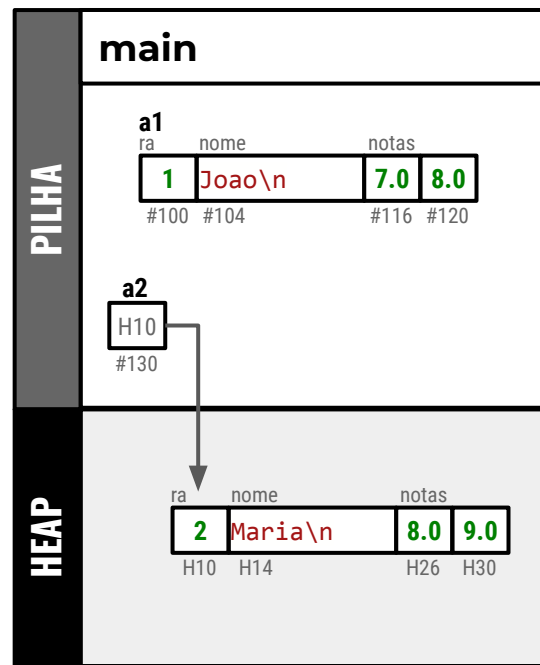 main
PILHA
a1
ra nome notas
1 Joao\n 7.0 8.0
#100 #104 #116 #120
a2
H10
#130
HEAP
ra nome notas
2 Maria\n 8.0 9.0
H10 H14 H26 H30